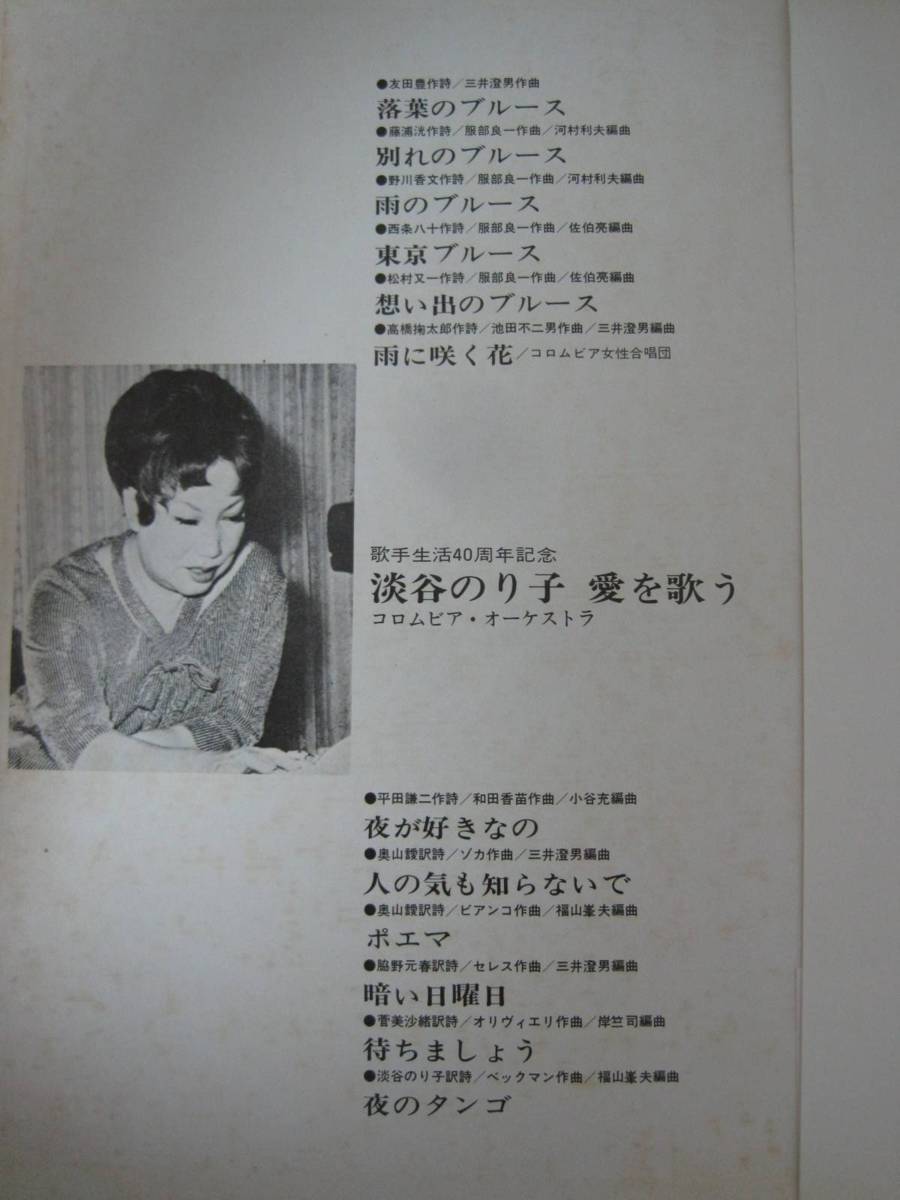 ●友田豊作詩／三井澄男作曲
落葉のブルース
●藤浦洸作詩／服部良一作曲／河村利夫編曲
別れのブルース
●野川香文作詩／服部良一作曲／河村利夫編曲
雨のブルース
●西条八十作詩／服部良一作曲／佐伯亮編曲
東京ブルース
●松村又一作詩／服部良一作曲／佐伯亮編曲
想い出のブルース
●高橋掬太郎作詩／池田不二男作曲／三井澄男編曲
雨に咲く花／コロムビア女性合唱団
歌手生活40周年記念
淡谷のり子 愛を歌う
コロムビア・オーケストラ
●平田謙二作詩／和田香苗作曲／小谷充編曲
夜が好きなの
●奥山靉訳詩／ゾカ作曲／三井澄男編曲
人の気も知らないで
●奥山靉訳詩／ビアンコ作曲／福山峯夫編曲
ポエマ
●脇野元春訳詩／セレス作曲／三井澄男編曲
暗い日曜日
●菅美沙緒訳詩／オリヴィエリ作曲／岸竺司編曲
待ちましょう
●淡谷のり子訳詩／ベックマン作曲／福山峯夫編曲
夜のタンゴ